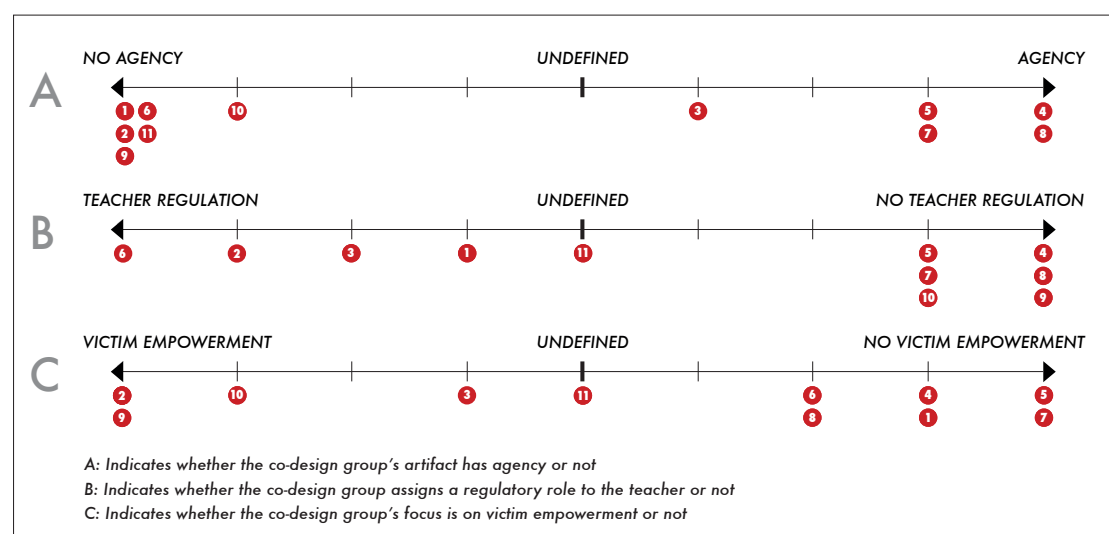 NO AGENCY UNDEFINED AGENCY
A
1 6 10 3 5 4
2 11 7 8
9
TEACHER REGULATION UNDEFINED NO TEACHER REGULATION
B
6 2 3 1 11 5 4
7 8
10 9
VICTIM EMPOWERMENT UNDEFINED NO VICTIM EMPOWERMENT
C
2 10 3 11 6 4 5
9 8 1 7
A: Indicates whether the co-design group's artifact has agency or not
B: Indicates whether the co-design group assigns a regulatory role to the teacher or not
C: Indicates whether the co-design group's focus is on victim empowerment or not